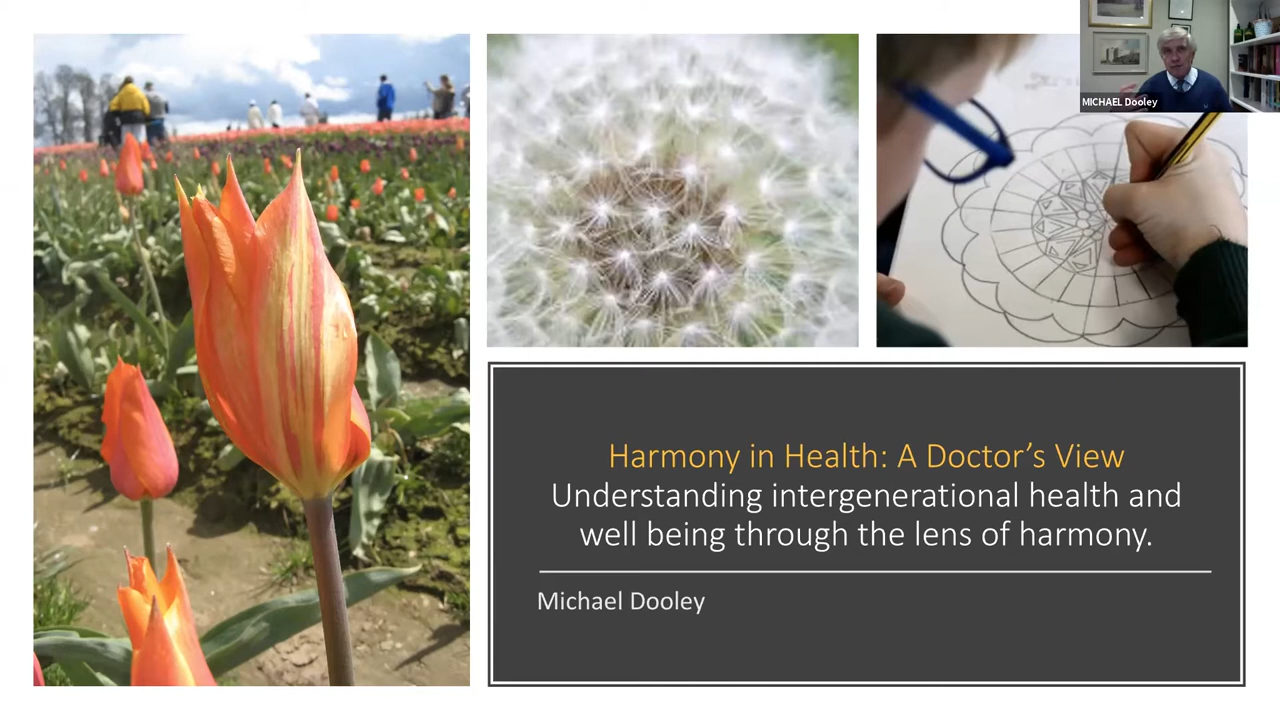 MICHAEL Dooley
Harmony in Health: A Doctor’s View
Understanding intergenerational health and
well being through the lens of harmony.
Michael Dooley